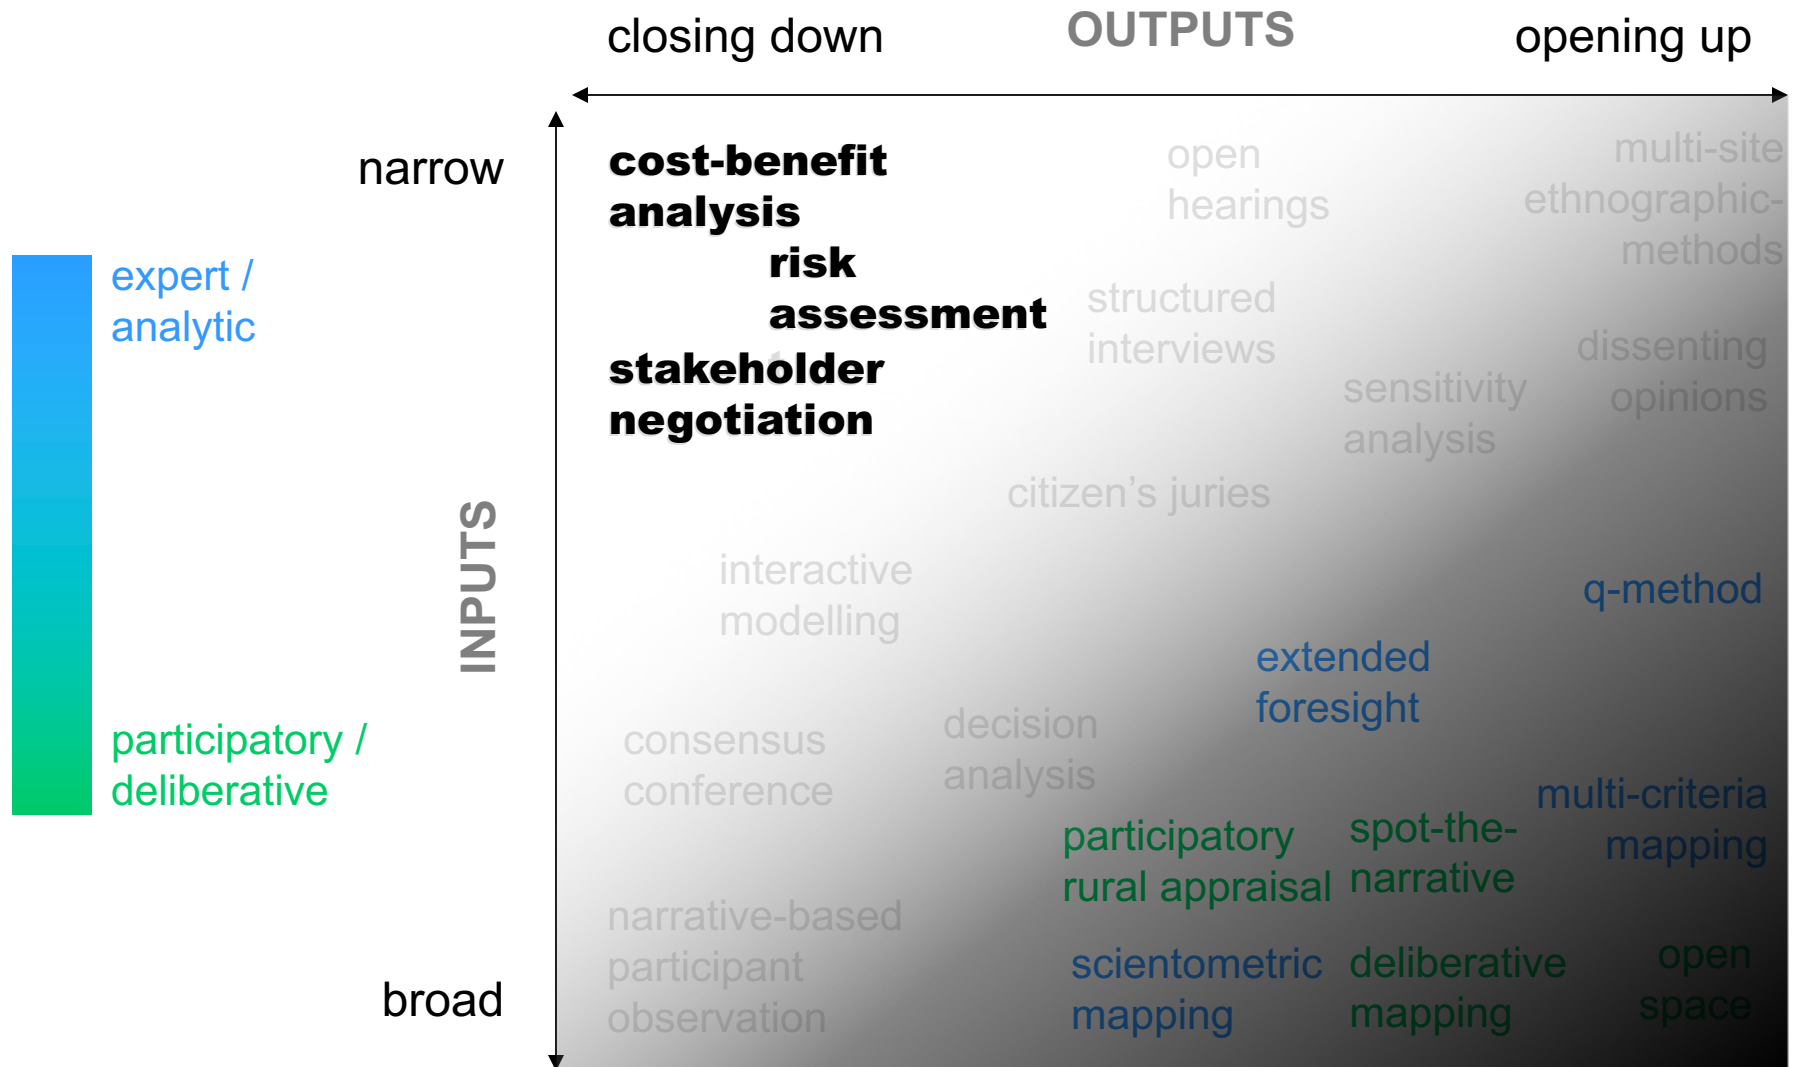 closing down
OUTPUTS
opening up
narrow
expert /
analytic
participatory /
deliberative
INPUTS
broad
cost-benefit
analysis
risk
assessment
stakeholder
negotiation
open
hearings
multi-site
ethnographic-
methods
structured
interviews
dissenting
opinions
sensitivity
analysis
citizen’s juries
interactive
modelling
q-method
extended
foresight
consensus
conference
decision
analysis
multi-criteria
mapping
participatory
rural appraisal
spot-the-
narrative
narrative-based
participant
observation
scientometric
mapping
deliberative
mapping
open
space